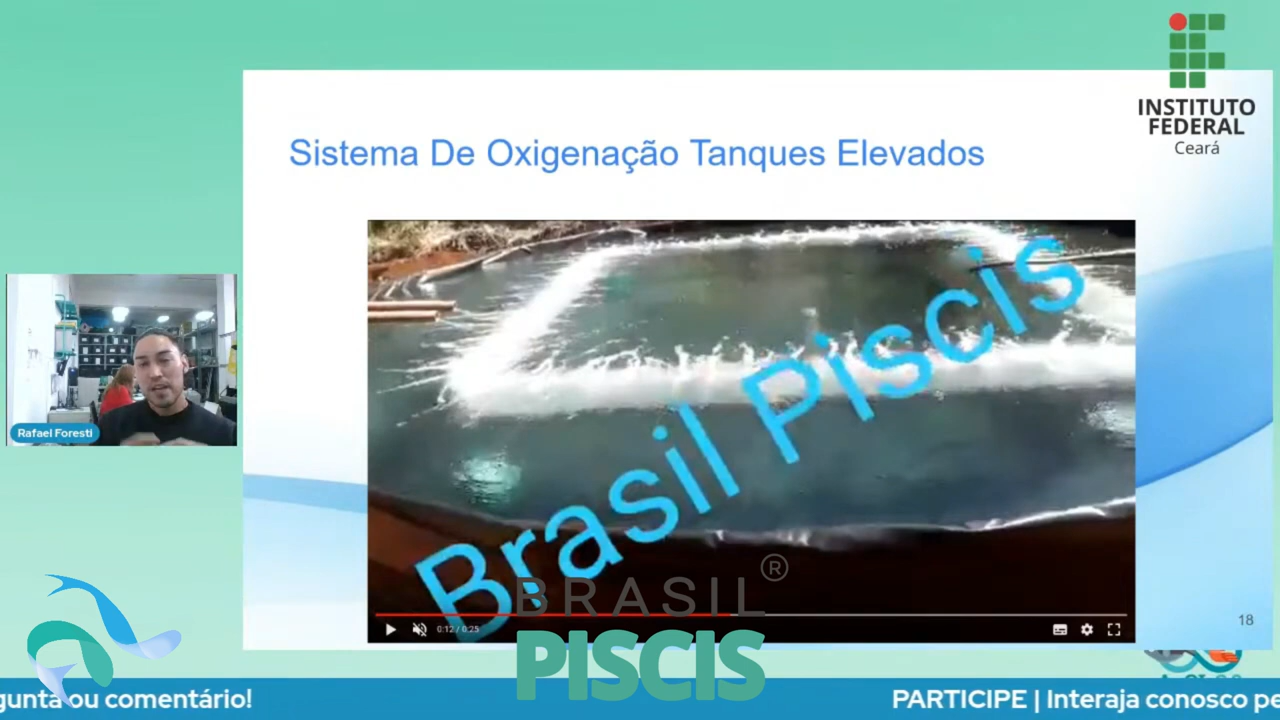 INSTITUTO
FEDERAL
Ceará
Sistema De Oxigenação Tanques Elevados
Brasil Piscis
Rafael Foresti
BRASIL
®
PISCIS
0:12 / 0:25
18
gunta ou comentário!
PARTICIPE | Interaja conosco pe